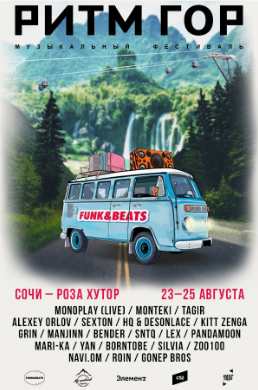 РИТМ ГОР
МУЗЫКАЛЬНЫЙ ФЕСТИВАЛЬ
FUNK&BEATS
СОЧИ – РОЗА ХУТОР 23–25 АВГУСТА
MONOPLAY (LIVE) / MONTEKI / TAGIR
ALEXEY ORLOV / SEXTON / HQ & DESONLACE / KITT ZENGA
GRIN / MANJINN / BENDER / SNTQ / LEX / PANDAMOON
MARI-KA / YAN / BORNTOBE / SILVIA / ZOO100
NAVI.OM / ROIN / GONEP BROS
Элемент